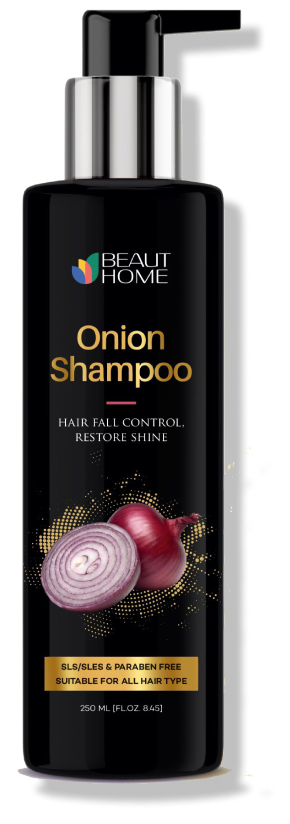 BEAUT
HOME
Onion
Shampoo
HAIR FALL CONTROL,
RESTORE SHINE
SLS/SLES & PARABEN FREE
SUITABLE FOR ALL HAIR TYPE
250 ML [FL.OZ. 8.45]